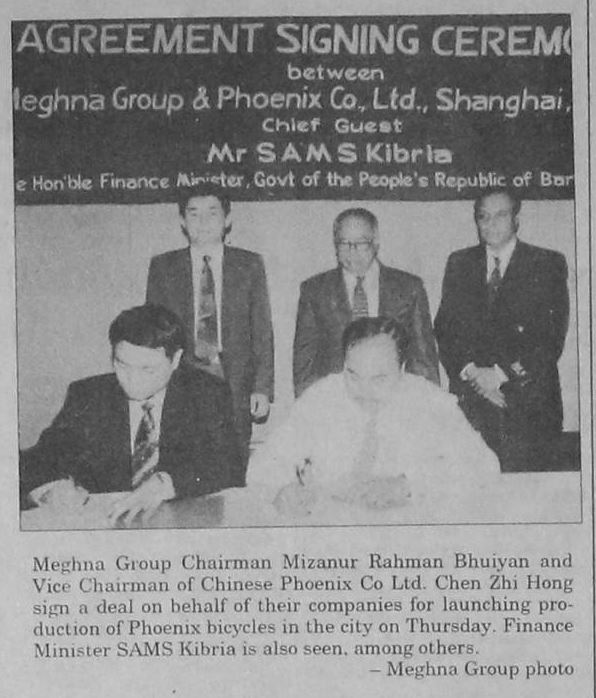 AGREEMENT SIGNING CEREMO
between
Meghna Group & Phoenix Co., Ltd., Shanghai,
Chief Guest
Mr SAMS Kibria
e Hon'ble Finance Minister, Govt of the People's Republic of Ban
Meghna Group Chairman Mizanur Rahman Bhuiyan and
Vice Chairman of Chinese Phoenix Co Ltd. Chen Zhi Hong
sign a deal on behalf of their companies for launching pro-
duction of Phoenix bicycles in the city on Thursday. Finance
Minister SAMS Kibria is also seen, among others.
– Meghna Group photo